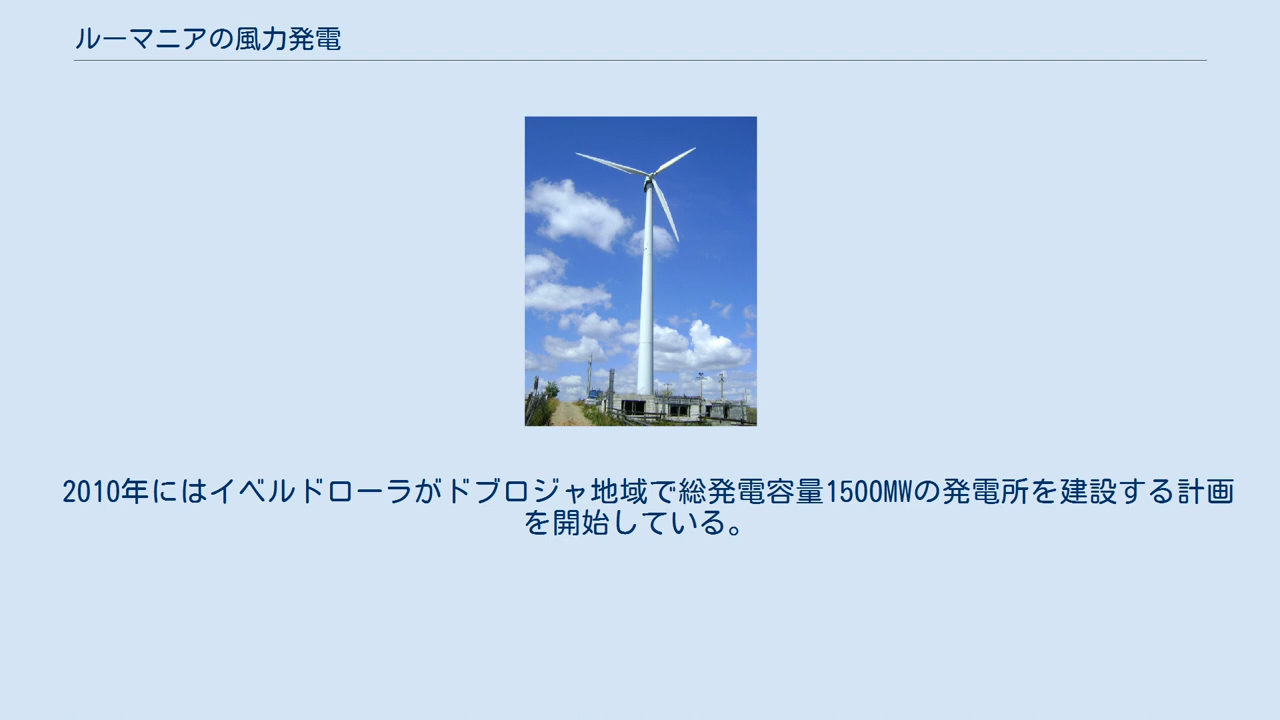 ルーマニアの風力発電
2010年にはイベルドローラがドブロジャ地域で総発電容量1500MWの発電所を建設する計画
を開始している。